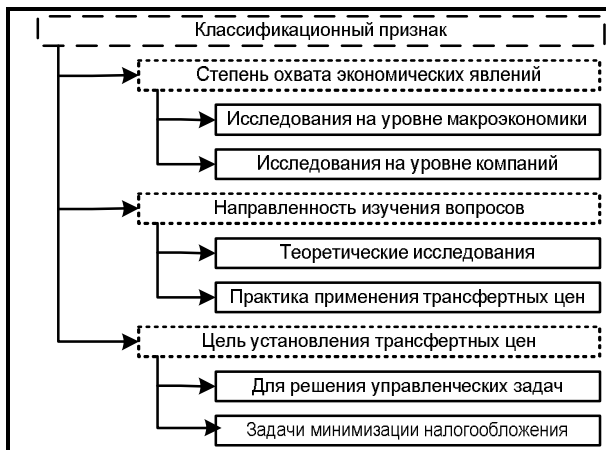 Классификационный признак
Степень охвата экономических явлений
Исследования на уровне макроэкономики
Исследования на уровне компаний
Направленность изучения вопросов
Теоретические исследования
Практика применения трансфертных цен
Цель установления трансфертных цен
Для решения управленческих задач
Задачи минимизации налогообложения